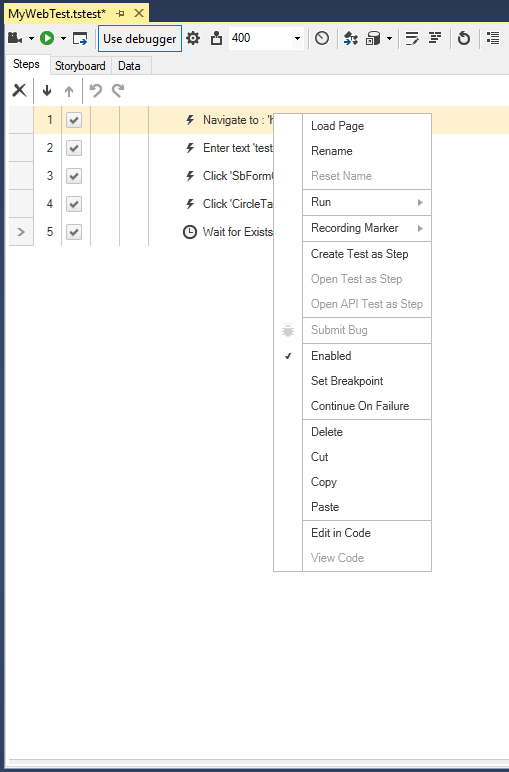 MyWebTest.tstest*
Use debugger
400
Steps
Storyboard
Data
1 Navigate to : 'h
2 Enter text 'test
3 Click 'SbForm
4 Click 'CircleTa
5 Wait for Exists
Load Page
Rename
Reset Name
Run
Recording Marker
Create Test as Step
Open Test as Step
Open API Test as Step
Submit Bug
Enabled
Set Breakpoint
Continue On Failure
Delete
Cut
Copy
Paste
Edit in Code
View Code